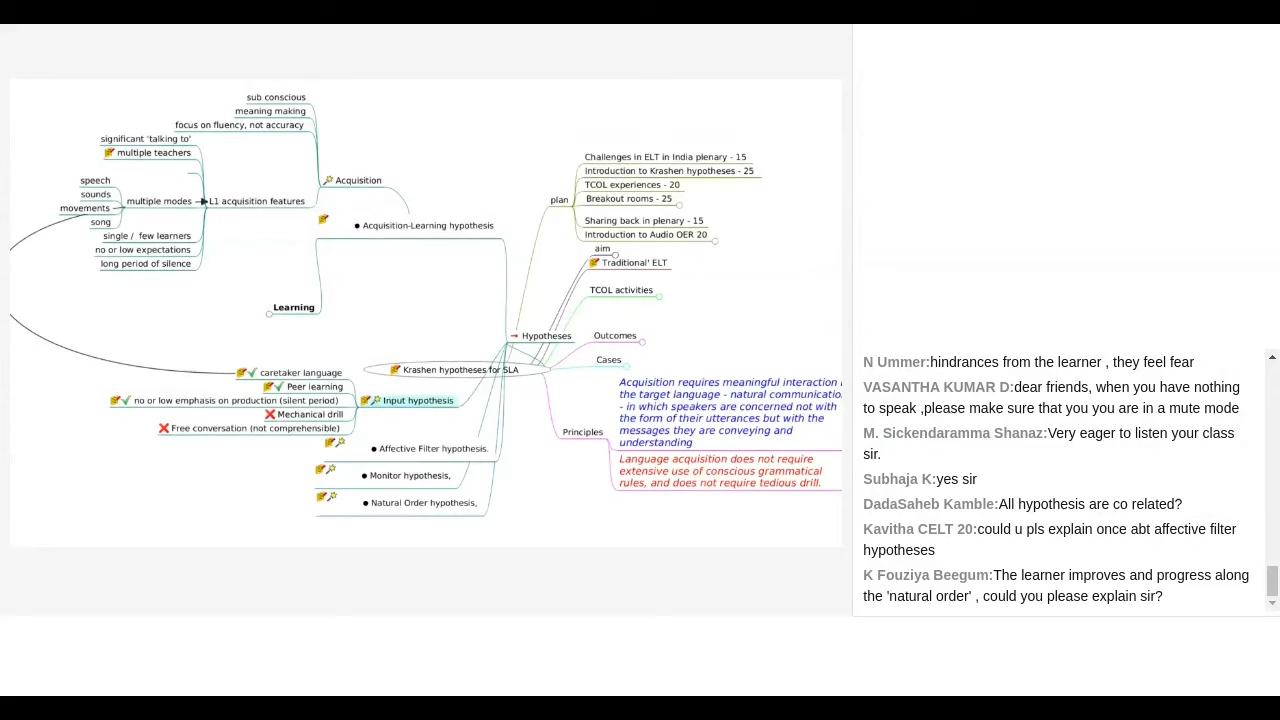 sub conscious
meaning making
focus on fluency, not accuracy
significant 'talking to'
multiple teachers
speech
sounds
movements
song
multiple modes
L1 acquisition features
single / few learners
no or low expectations
long period of silence
Acquisition
Acquisition-Learning hypothesis
Learning
caretaker language
Peer learning
no or low emphasis on production (silent period)
Mechanical drill
Free conversation (not comprehensible)
Input hypothesis
Affective Filter hypothesis.
Monitor hypothesis,
Natural Order hypothesis,
Hypotheses
Krashen hypotheses for SLA
plan
Challenges in ELT in India plenary - 15
Introduction to Krashen hypotheses - 25
TCOL experiences - 20
Breakout rooms - 25
Sharing back in plenary - 15
Introduction to Audio OER 20
aim
Traditional' ELT
TCOL activities
Outcomes
Cases
Principles
Acquisition requires meaningful interaction
the target language - natural communicatio
- in which speakers are concerned not with
the form of their utterances but with the
messages they are conveying and
understanding
Language acquisition does not require
extensive use of conscious grammatical
rules, and does not require tedious drill.
N Ummer:hindrances from the learner , they feel fear
VASANTHA KUMAR D:dear friends, when you have nothing
to speak ,please make sure that you you are in a mute mode
M. Sickendaramma Shanaz:Very eager to listen your class
sir.
Subhaja K:yes sir
DadaSaheb Kamble:All hypothesis are co related?
Kavitha CELT 20:could u pls explain once abt affective filter
hypotheses
K Fouziya Beegum:The learner improves and progress along
the 'natural order' , could you please explain sir?